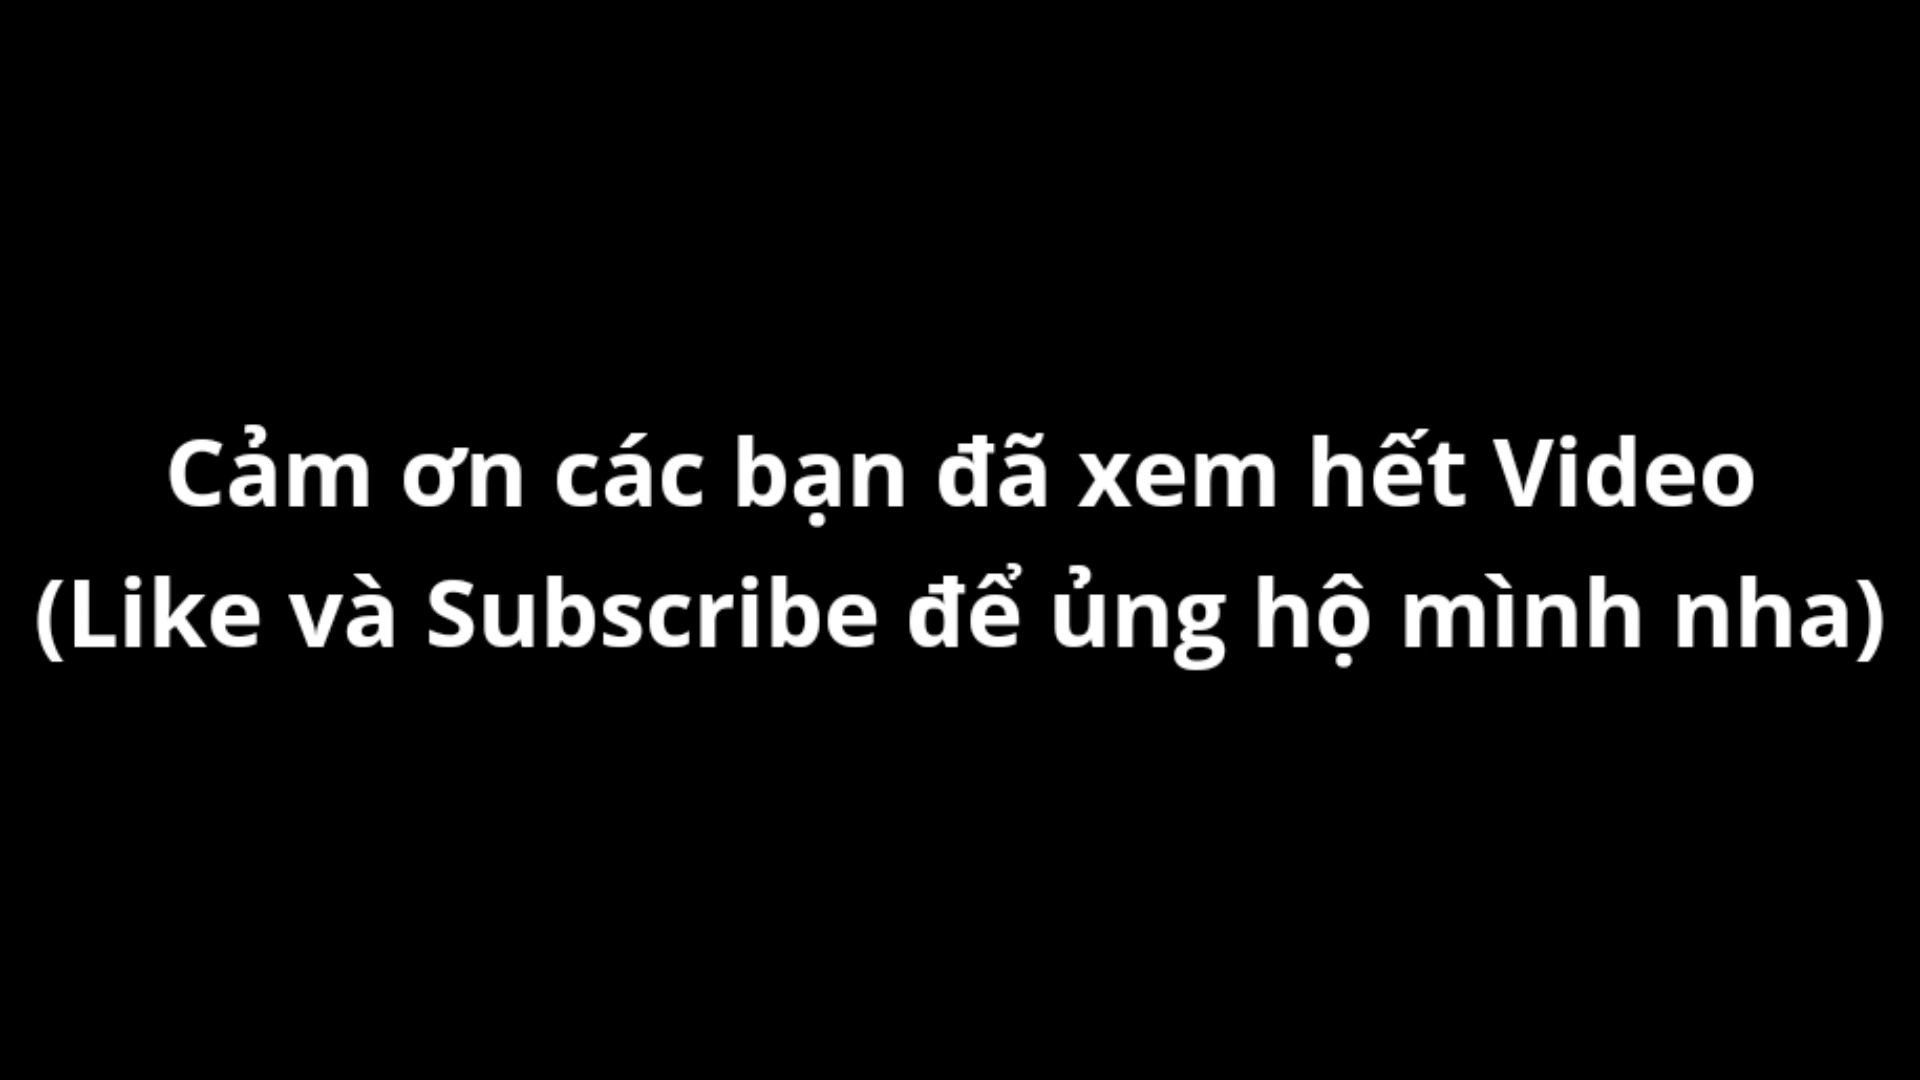 Cảm ơn các bạn đã xem hết Video
(Like và Subscribe để ủng hộ mình nha)